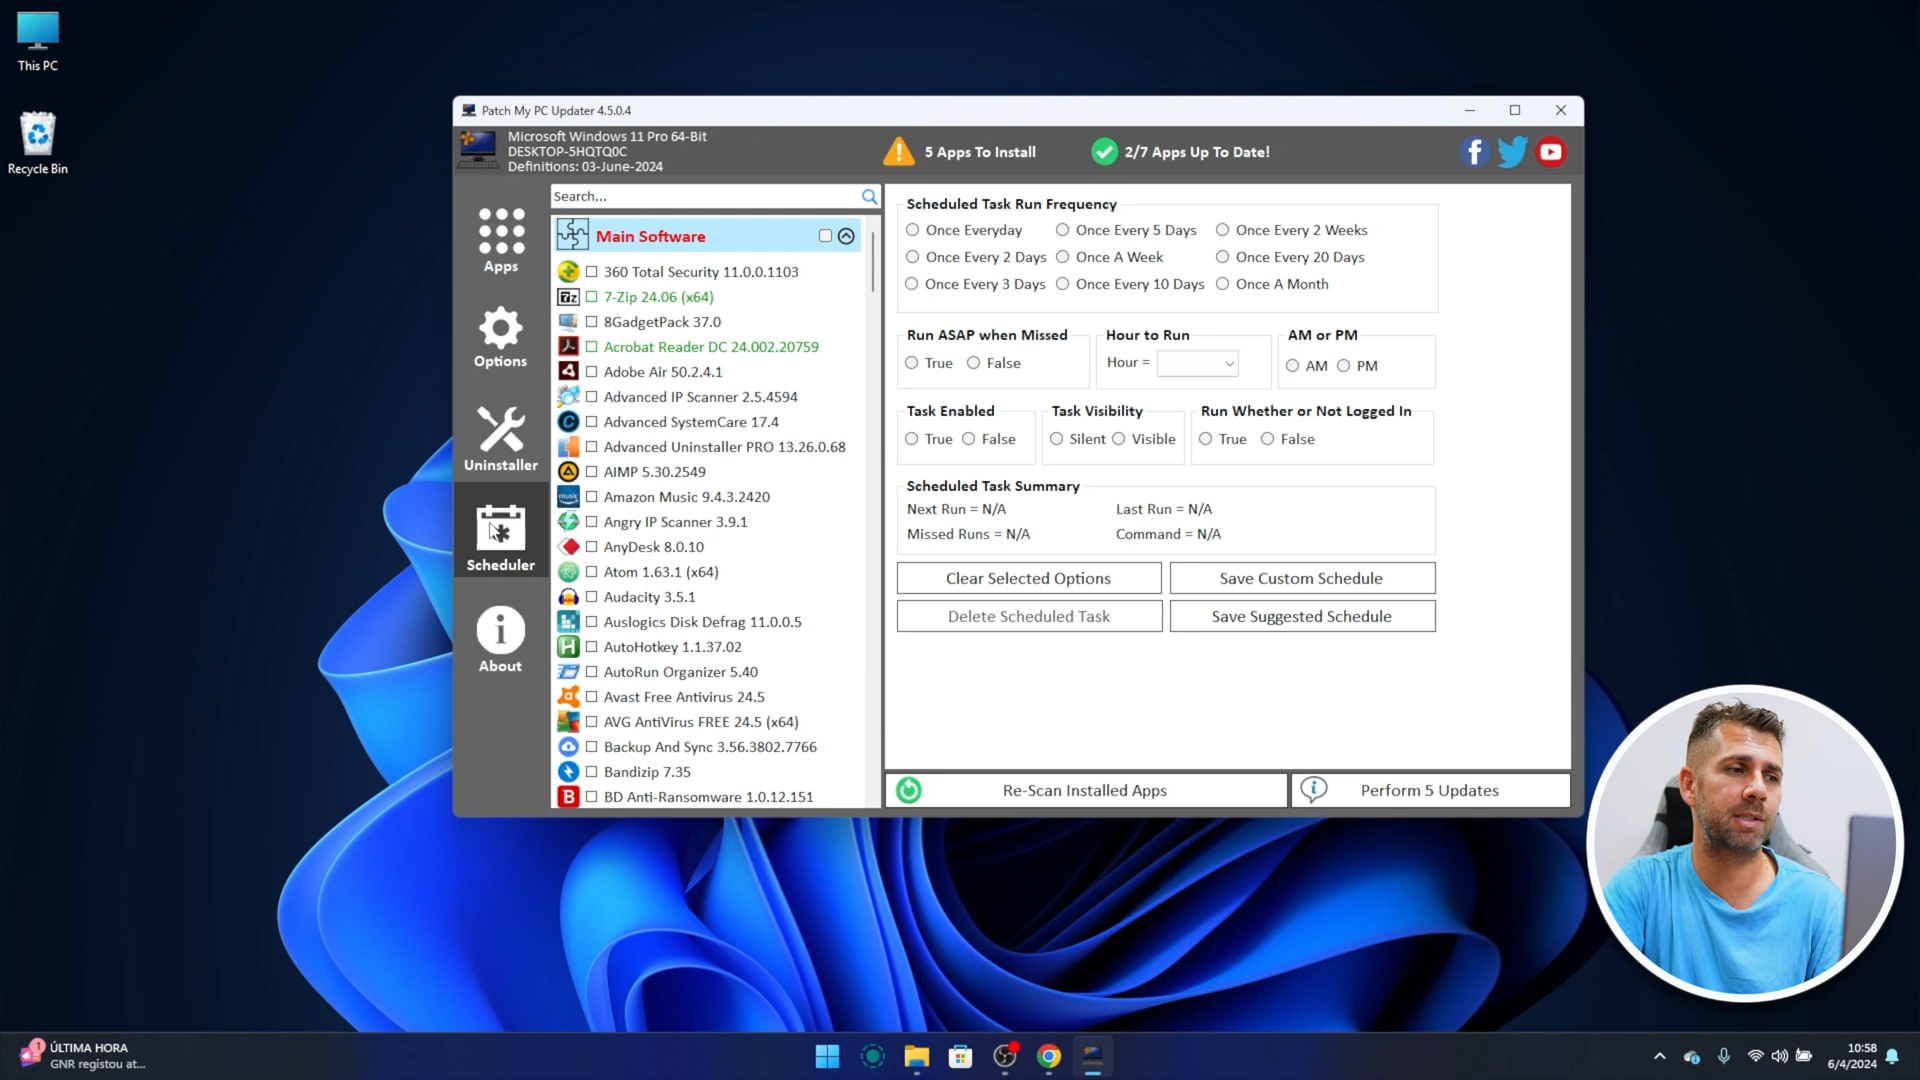 This PC
Recycle Bin
Patch My PC Updater 4.5.0.4
Microsoft Windows 11 Pro 64-Bit
DESKTOP-5HQTQ0C
Definitions: 03-June-2024
5 Apps To Install
2/7 Apps Up To Date!
Apps
Options
Uninstaller
Scheduler
About
Search...
Main Software
360 Total Security 11.0.0.1103
7-Zip 24.06 (x64)
8GadgetPack 37.0
Acrobat Reader DC 24.002.20759
Adobe Air 50.2.4.1
Advanced IP Scanner 2.5.4594
Advanced SystemCare 17.4
Advanced Uninstaller PRO 13.26.0.68
AIMP 5.30.2549
Amazon Music 9.4.3.2420
Angry IP Scanner 3.9.1
AnyDesk 8.0.10
Atom 1.63.1 (x64)
Audacity 3.5.1
Auslogics Disk Defrag 11.0.0.5
AutoHotkey 1.1.37.02
AutoRun Organizer 5.40
Avast Free Antivirus 24.5
AVG AntiVirus FREE 24.5 (x64)
Backup And Sync 3.56.3802.7766
Bandizip 7.35
BD Anti-Ransomware 1.0.12.151
Scheduled Task Run Frequency
Once Everyday Once Every 5 Days Once Every 2 Weeks
Once Every 2 Days Once A Week Once Every 20 Days
Once Every 3 Days Once Every 10 Days Once A Month
Run ASAP when Missed Hour to Run AM or PM
True False Hour = AM PM
Task Enabled Task Visibility Run Whether or Not Logged In
True False Silent Visible True False
Scheduled Task Summary
Next Run = N/A Last Run = N/A
Missed Runs = N/A Command = N/A
Clear Selected Options Save Custom Schedule
Delete Scheduled Task Save Suggested Schedule
Re-Scan Installed Apps Perform 5 Updates
1
ÚLTIMA HORA
GNR registou at...
10:58
6/4/2024